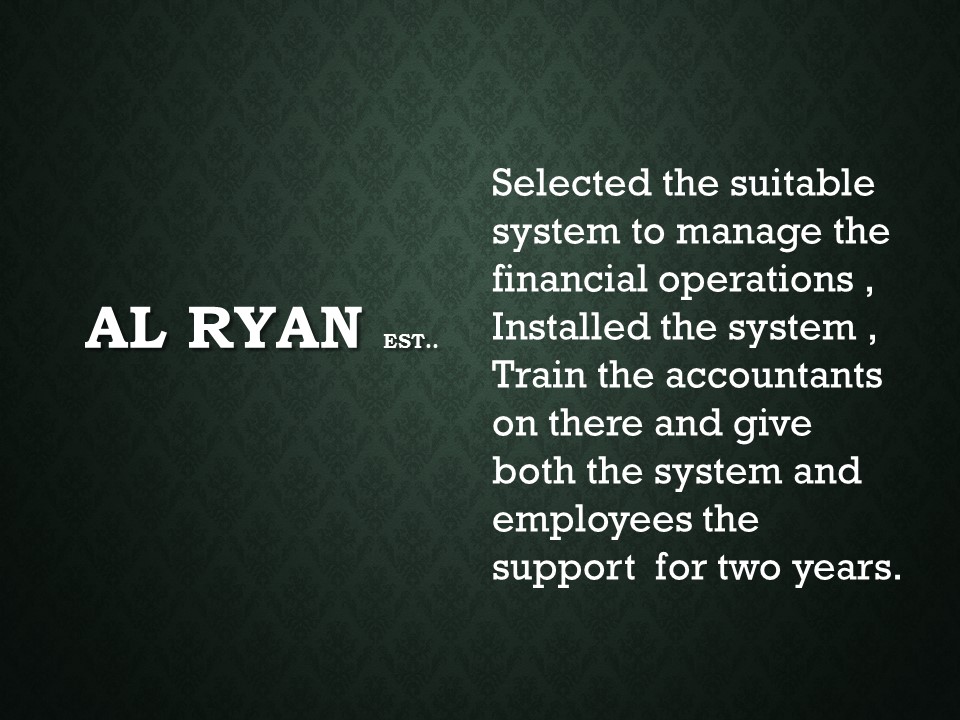 AL RYAN EST..
Selected the suitable
system to manage the
financial operations ,
Installed the system ,
Train the accountants
on there and give
both the system and
employees the
support  for two years.